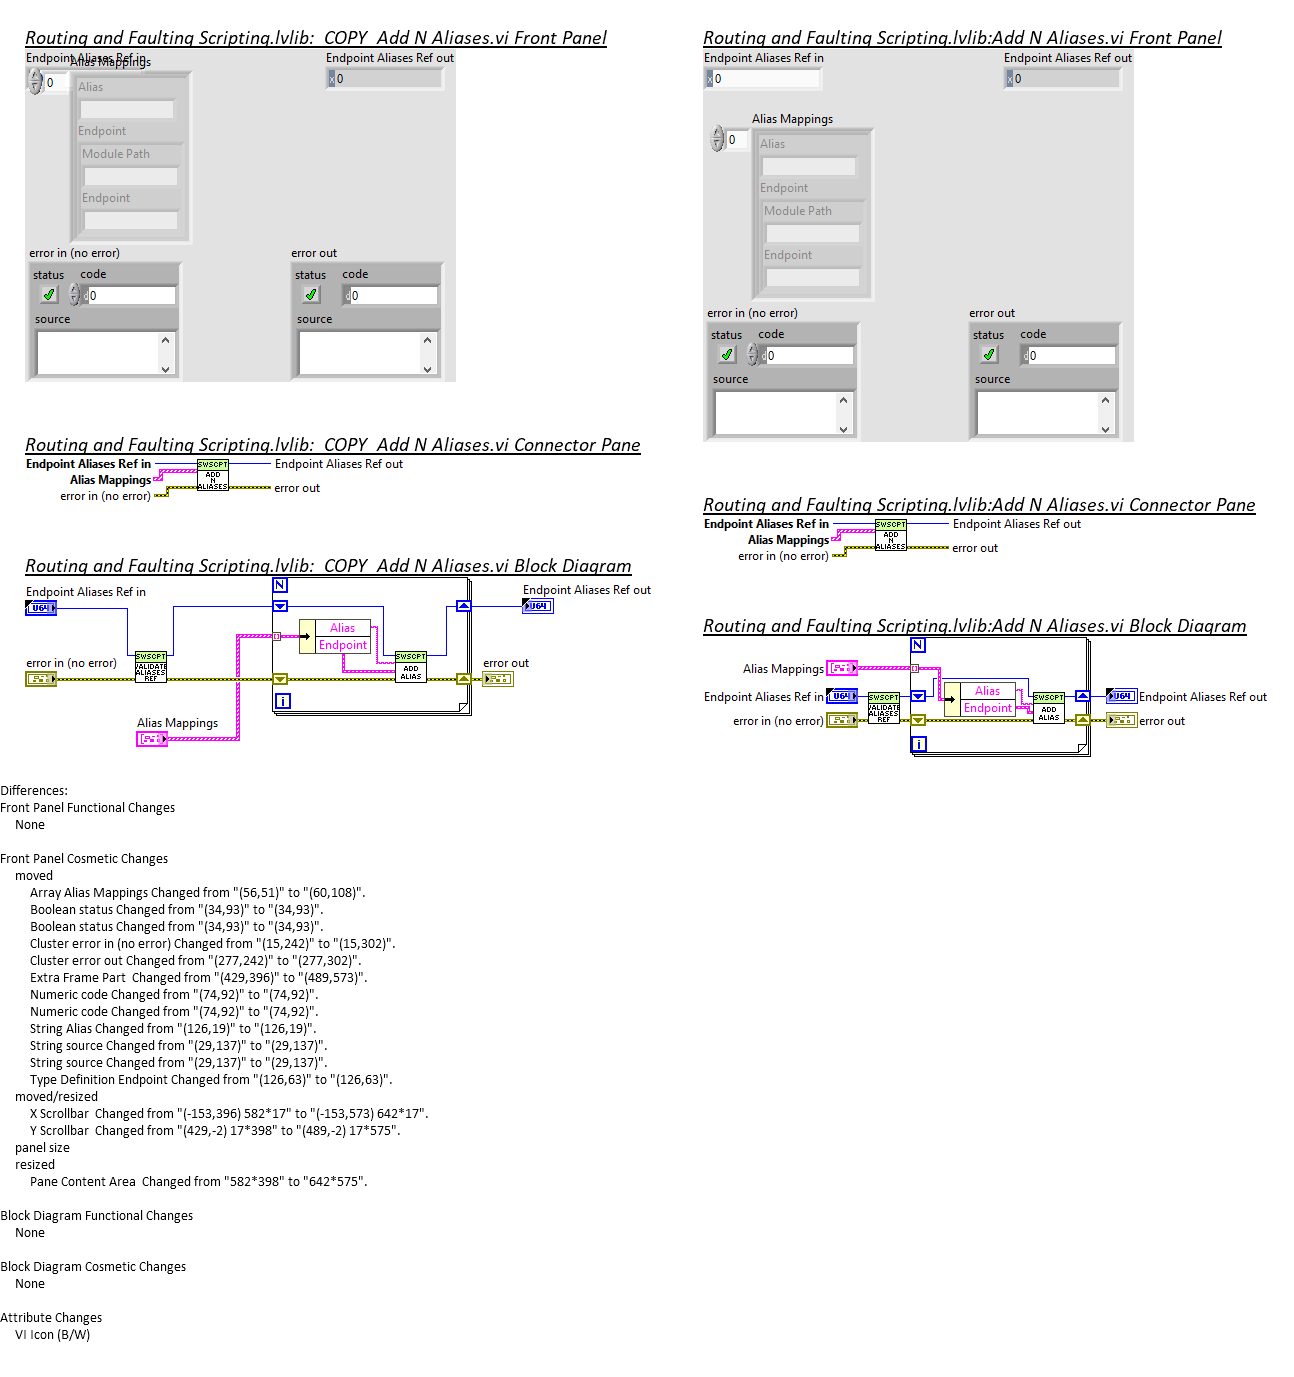 Routing and Faulting Scripting.lvlib:_COPY_Add N Aliases.vi Front Panel
Endpoint Aliases Ref in
Alias Mappings
Endpoint Aliases Ref out
0
x 0
Alias
Endpoint
Module Path
Endpoint
error in (no error)
error out
status
code
status
code
d 0
d 0
source
source
Routing and Faulting Scripting.lvlib:_COPY_Add N Aliases.vi Connector Pane
Endpoint Aliases Ref in
SWSCPT
Endpoint Aliases Ref out
Alias Mappings
ADD
N
ALIASES
error in (no error)
error out
Routing and Faulting Scripting.lvlib:_COPY_Add N Aliases.vi Block Diagram
Endpoint Aliases Ref in
N
Endpoint Aliases Ref out
U64
U64
Alias
Endpoint
error in (no error)
SWSCPT
VALIDATE
ALIASES
REF
SWSCPT
ADD
ALIAS
error out
i
Alias Mappings
Routing and Faulting Scripting.lvlib:Add N Aliases.vi Front Panel
Endpoint Aliases Ref in
Endpoint Aliases Ref out
x 0
x 0
Alias Mappings
0
Alias
Endpoint
Module Path
Endpoint
error in (no error)
error out
status
code
status
code
d 0
d 0
source
source
Routing and Faulting Scripting.lvlib:Add N Aliases.vi Connector Pane
Endpoint Aliases Ref in
SWSCPT
Endpoint Aliases Ref out
Alias Mappings
ADD
N
ALIASES
error in (no error)
error out
Routing and Faulting Scripting.lvlib:Add N Aliases.vi Block Diagram
N
Alias Mappings
Endpoint Aliases Ref in
U64
Alias
Endpoint
U64
Endpoint Aliases Ref out
error in (no error)
SWSCPT
VALIDATE
ALIASES
REF
SWSCPT
ADD
ALIAS
error out
i
Differences:
Front Panel Functional Changes
None
Front Panel Cosmetic Changes
moved
Array Alias Mappings Changed from "(56,51)" to "(60,108)".
Boolean status Changed from "(34,93)" to "(34,93)".
Boolean status Changed from "(34,93)" to "(34,93)".
Cluster error in (no error) Changed from "(15,242)" to "(15,302)".
Cluster error out Changed from "(277,242)" to "(277,302)".
Extra Frame Part  Changed from "(429,396)" to "(489,573)".
Numeric code Changed from "(74,92)" to "(74,92)".
Numeric code Changed from "(74,92)" to "(74,92)".
String Alias Changed from "(126,19)" to "(126,19)".
String source Changed from "(29,137)" to "(29,137)".
String source Changed from "(29,137)" to "(29,137)".
Type Definition Endpoint Changed from "(126,63)" to "(126,63)".
moved/resized
X Scrollbar  Changed from "(-153,396) 582*17" to "(-153,573) 642*17".
Y Scrollbar  Changed from "(429,-2) 17*398" to "(489,-2) 17*575".
panel size
resized
Pane Content Area  Changed from "582*398" to "642*575".
Block Diagram Functional Changes
None
Block Diagram Cosmetic Changes
None
Attribute Changes
VI Icon (B/W)